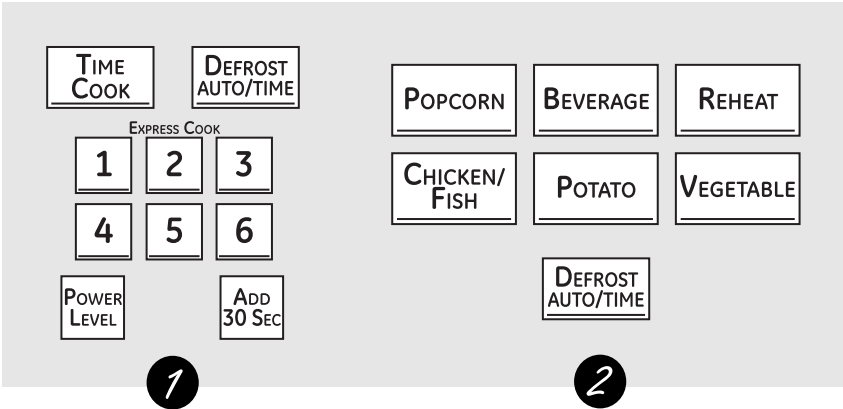 TIME
COOK
DEFROST
AUTO/TIME
EXPRESS COOK
1 2 3
4 5 6
POWER
LEVEL
ADD
30 SEC
1
POPCORN BEVERAGE REHEAT
CHICKEN/
FISH
POTATO VEGETABLE
DEFROST
AUTO/TIME
2